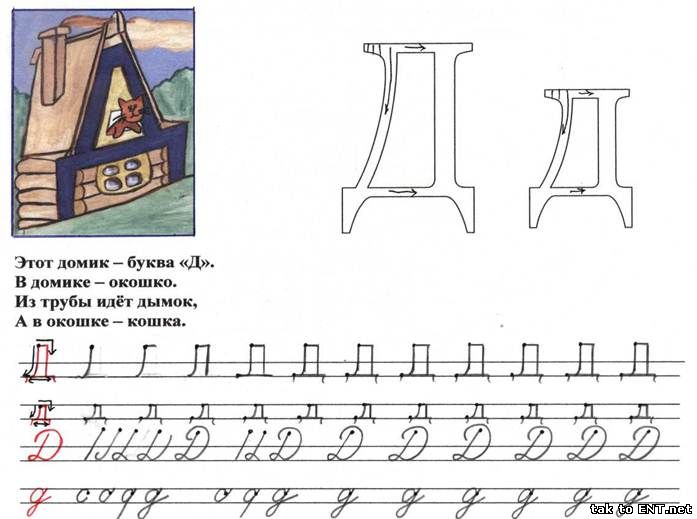 Д Д
Этот домик – буква «Д».
В домике – окошко.
Из трубы идёт дымок,
А в окошке – кошка.
Д Д Д Д Д Д Д Д
д д д д д д д д д д д д
Д Д Д Д Д Д Д Д Д
д д д д д д д д д
tak to ENT.net